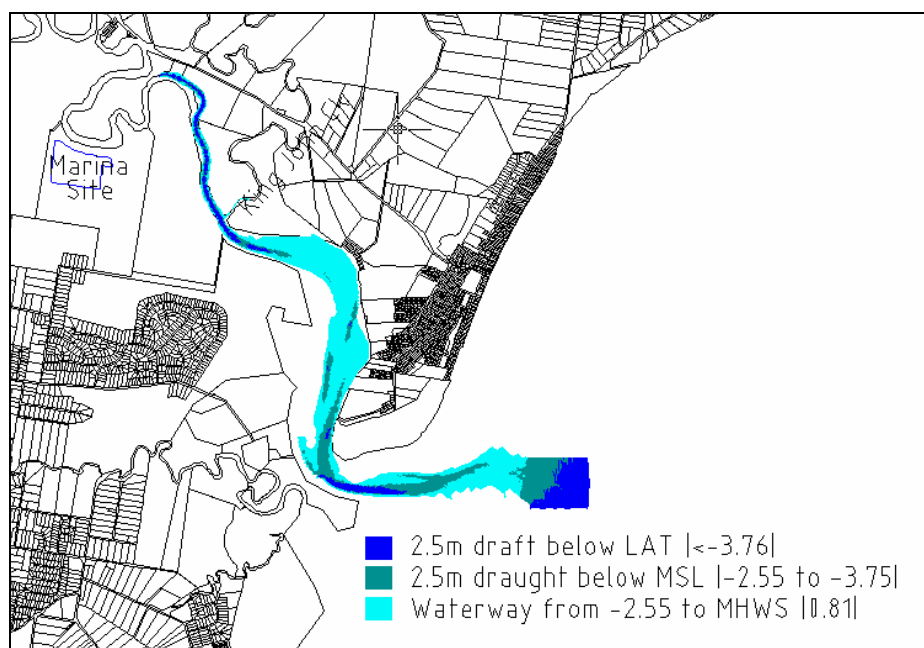 Marina
Site
2.5m draft below LAT |<-3.76|
2.5m draught below MSL |-2.55 to -3.75|
Waterway from -2.55 to MHWS |0.81|